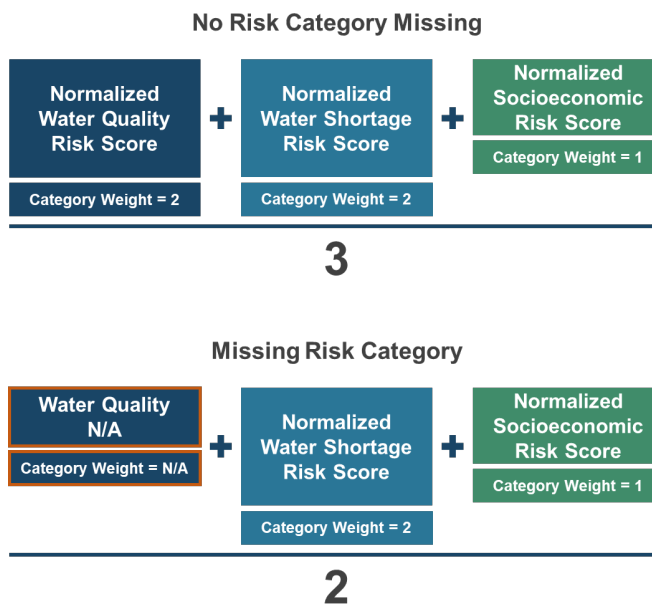 No Risk Category Missing
Normalized
Water Quality
Risk Score
Category Weight = 2
+
Normalized
Water Shortage
Risk Score
Category Weight = 2
+
Normalized
Socioeconomic
Risk Score
Category Weight = 1
3
Missing Risk Category
Water Quality
N/A
Category Weight = N/A
+
Normalized
Water Shortage
Risk Score
Category Weight = 2
+
Normalized
Socioeconomic
Risk Score
Category Weight = 1
2